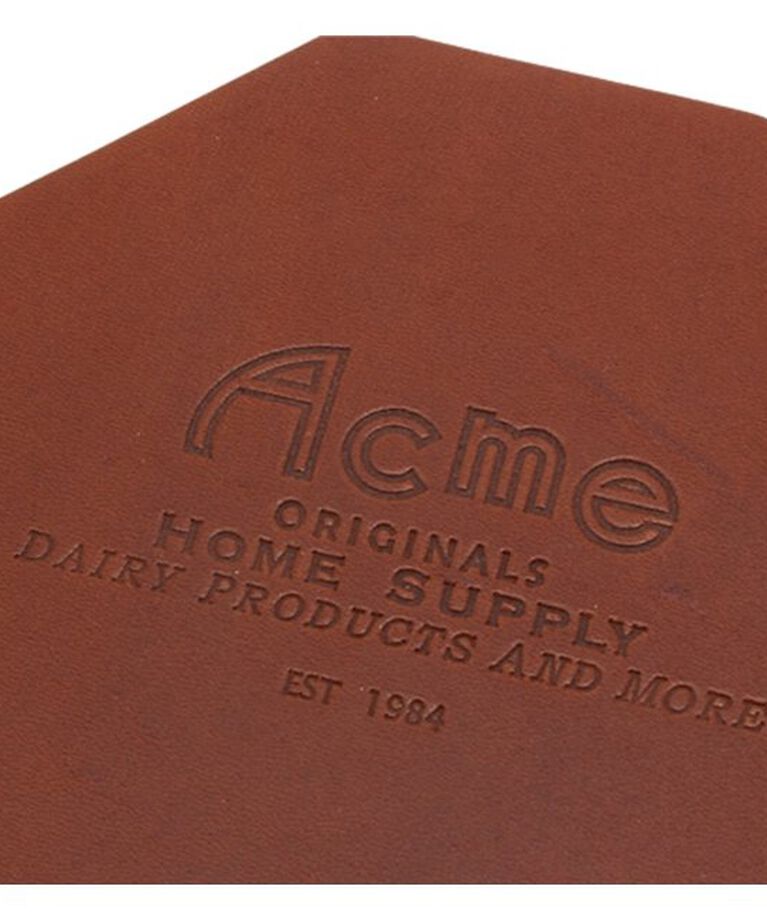 Acme
ORIGINALS
HOME SUPPLY
DAIRY PRODUCTS AND MORE
EST 1984